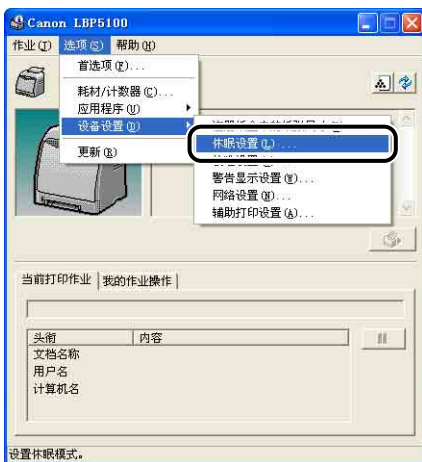 Canon LBP5100
作业(J) 选项(S) 帮助(H)
首选项(P)...
耗材/计数器(C)...
应用程序(U)
设备设置(D)
更新(R)
休眠设置(L)...
警告显示设置(W)...
网络设置(N)...
辅助打印设置(A)...
当前打印作业 我的作业操作
头衔 内容
文档名称
用户名
计算机名
设置休眠模式。